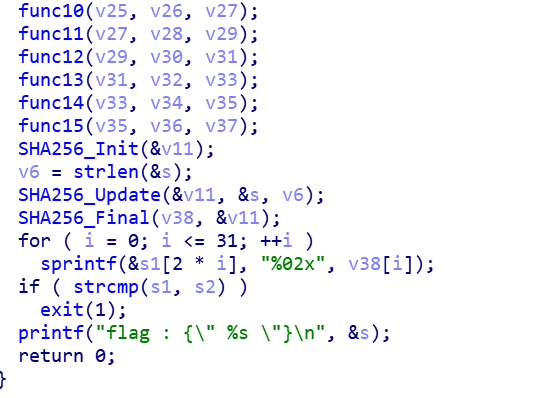 func10(v25, v26, v27);
func11(v27, v28, v29);
func12(v29, v30, v31);
func13(v31, v32, v33);
func14(v33, v34, v35);
func15(v35, v36, v37);
SHA256_Init(&v11);
v6 = strlen(&s);
SHA256_Update(&v11, &s, v6);
SHA256_Final(v38, &v11);
for ( i = 0; i <= 31; ++i )
sprintf(&s1[2 * i], "%02x", v38[i]);
if ( strcmp(s1, s2) )
exit(1);
printf("flag : {\" %s \"}\n", &s);
return 0;
}